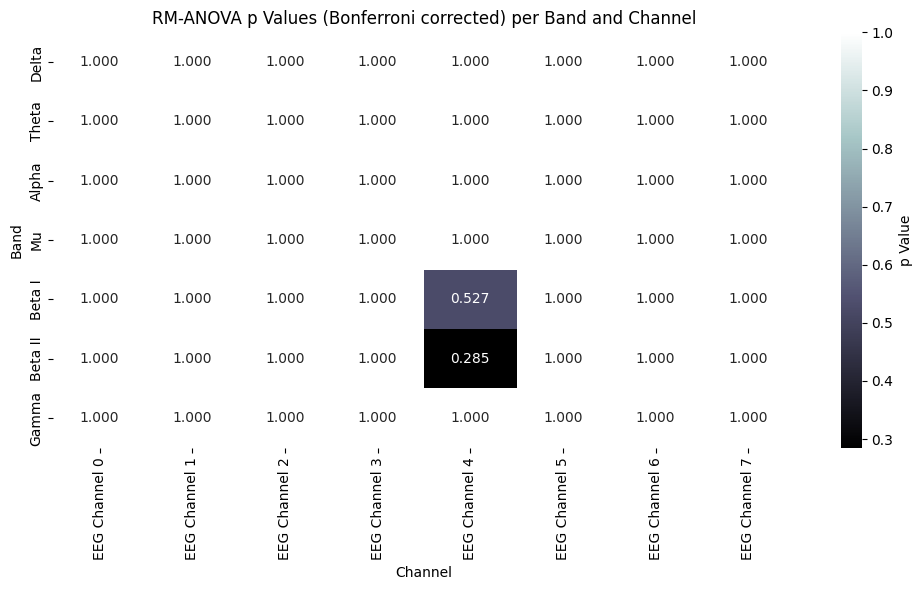 RM-ANOVA p Values (Bonferroni corrected) per Band and Channel
Band
Delta 1.000 1.000 1.000 1.000 1.000 1.000 1.000 1.000
Theta 1.000 1.000 1.000 1.000 1.000 1.000 1.000 1.000
Alpha 1.000 1.000 1.000 1.000 1.000 1.000 1.000 1.000
Mu 1.000 1.000 1.000 1.000 1.000 1.000 1.000 1.000
Beta I 1.000 1.000 1.000 1.000 0.527 1.000 1.000 1.000
Beta II 1.000 1.000 1.000 1.000 0.285 1.000 1.000 1.000
Gamma 1.000 1.000 1.000 1.000 1.000 1.000 1.000 1.000
EEG Channel 0
EEG Channel 1
EEG Channel 2
EEG Channel 3
EEG Channel 4
EEG Channel 5
EEG Channel 6
EEG Channel 7
Channel
1.0
0.9
0.8
0.7
0.6
0.5
0.4
0.3
p Value